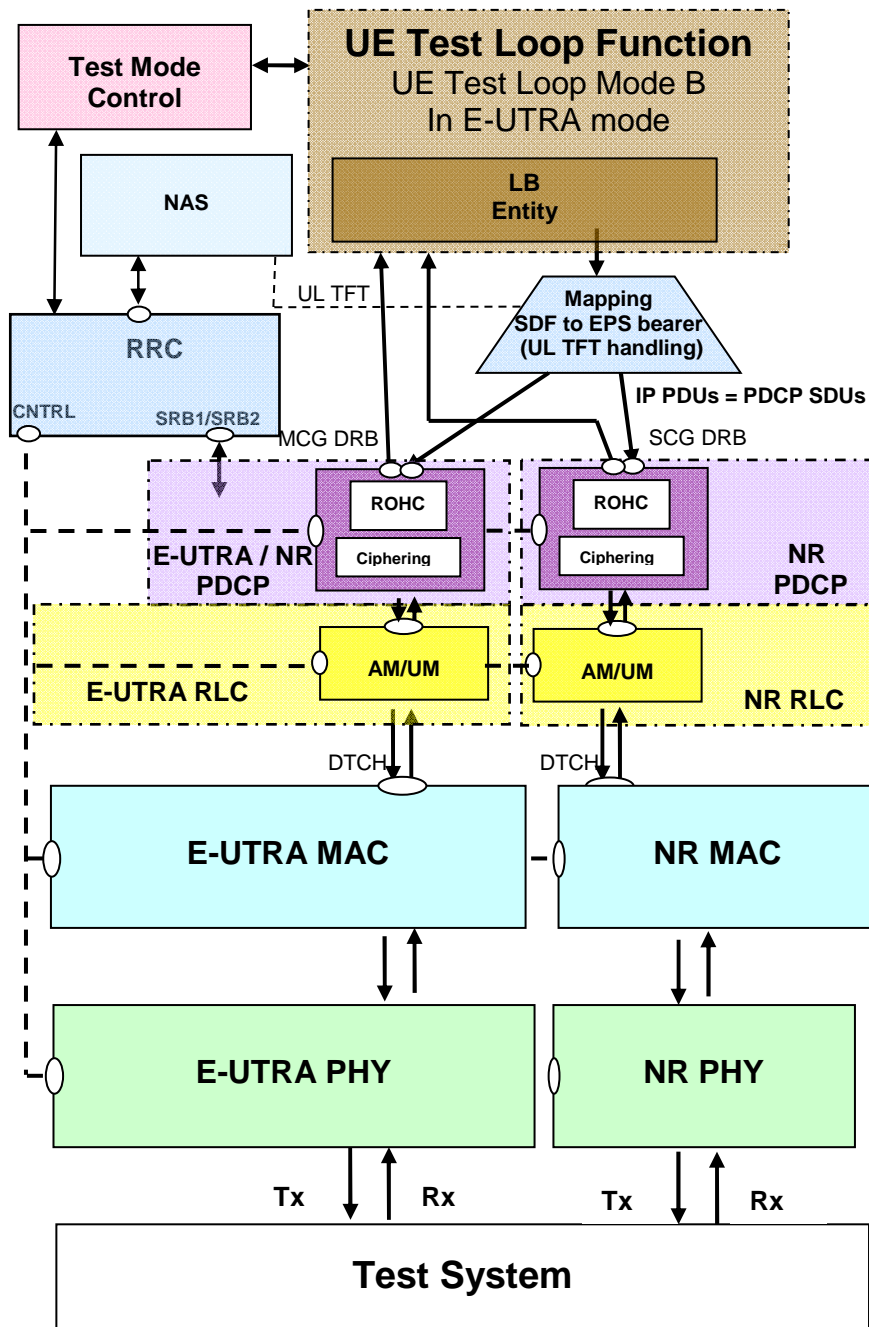 UE Test Loop Function
UE Test Loop Mode B
In E-UTRA mode
Test Mode
Control
LB
Entity
NAS
UL TFT
Mapping
SDF to EPS bearer
(UL TFT handling)
RRC
CNTRL
SRB1/SRB2
IP PDUs = PDCP SDUs
MCG DRB
SCG DRB
ROHC
Ciphering
E-UTRA / NR
PDCP
ROHC
Ciphering
NR
PDCP
AM/UM
E-UTRA RLC
AM/UM
NR RLC
DTCH
DTCH
E-UTRA MAC
NR MAC
E-UTRA PHY
NR PHY
Tx
Rx
Tx
Rx
Test System